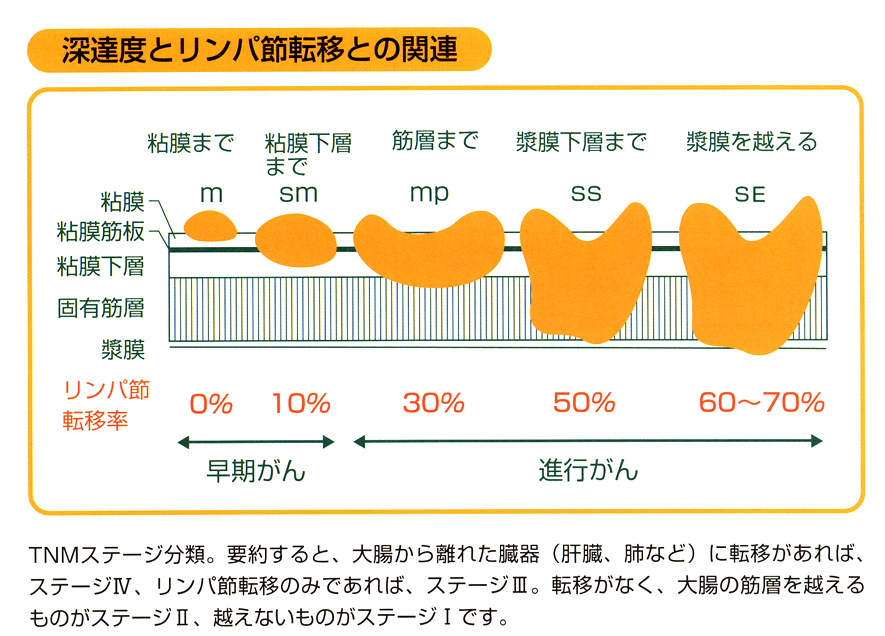 深達度とリンパ節転移との関連
粘膜まで
粘膜下層
まで
筋層まで
漿膜下層まで
漿膜を越える
m
sm
mp
ss
sE
粘膜
粘膜筋板
粘膜下層
固有筋層
漿膜
リンパ節
転移率
0%
10%
30%
50%
60〜70%
早期がん
進行がん
TNMステージ分類。要約すると、大腸から離れた臓器（肝臓、肺など）に転移があれば、
ステージⅣ、リンパ節転移のみであれば、ステージⅢ。転移がなく、大腸の筋層を越える
ものがステージⅡ、越えないものがステージⅠです。